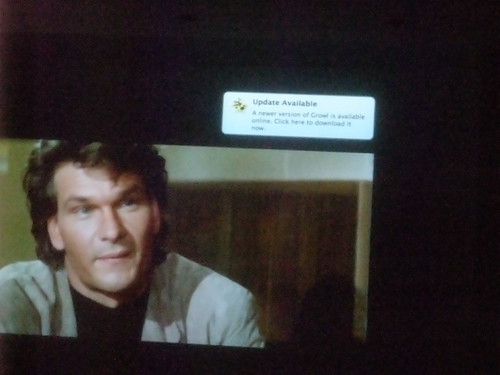 Update Available
A newer version of Growl is available
online. Click here to download it
now.